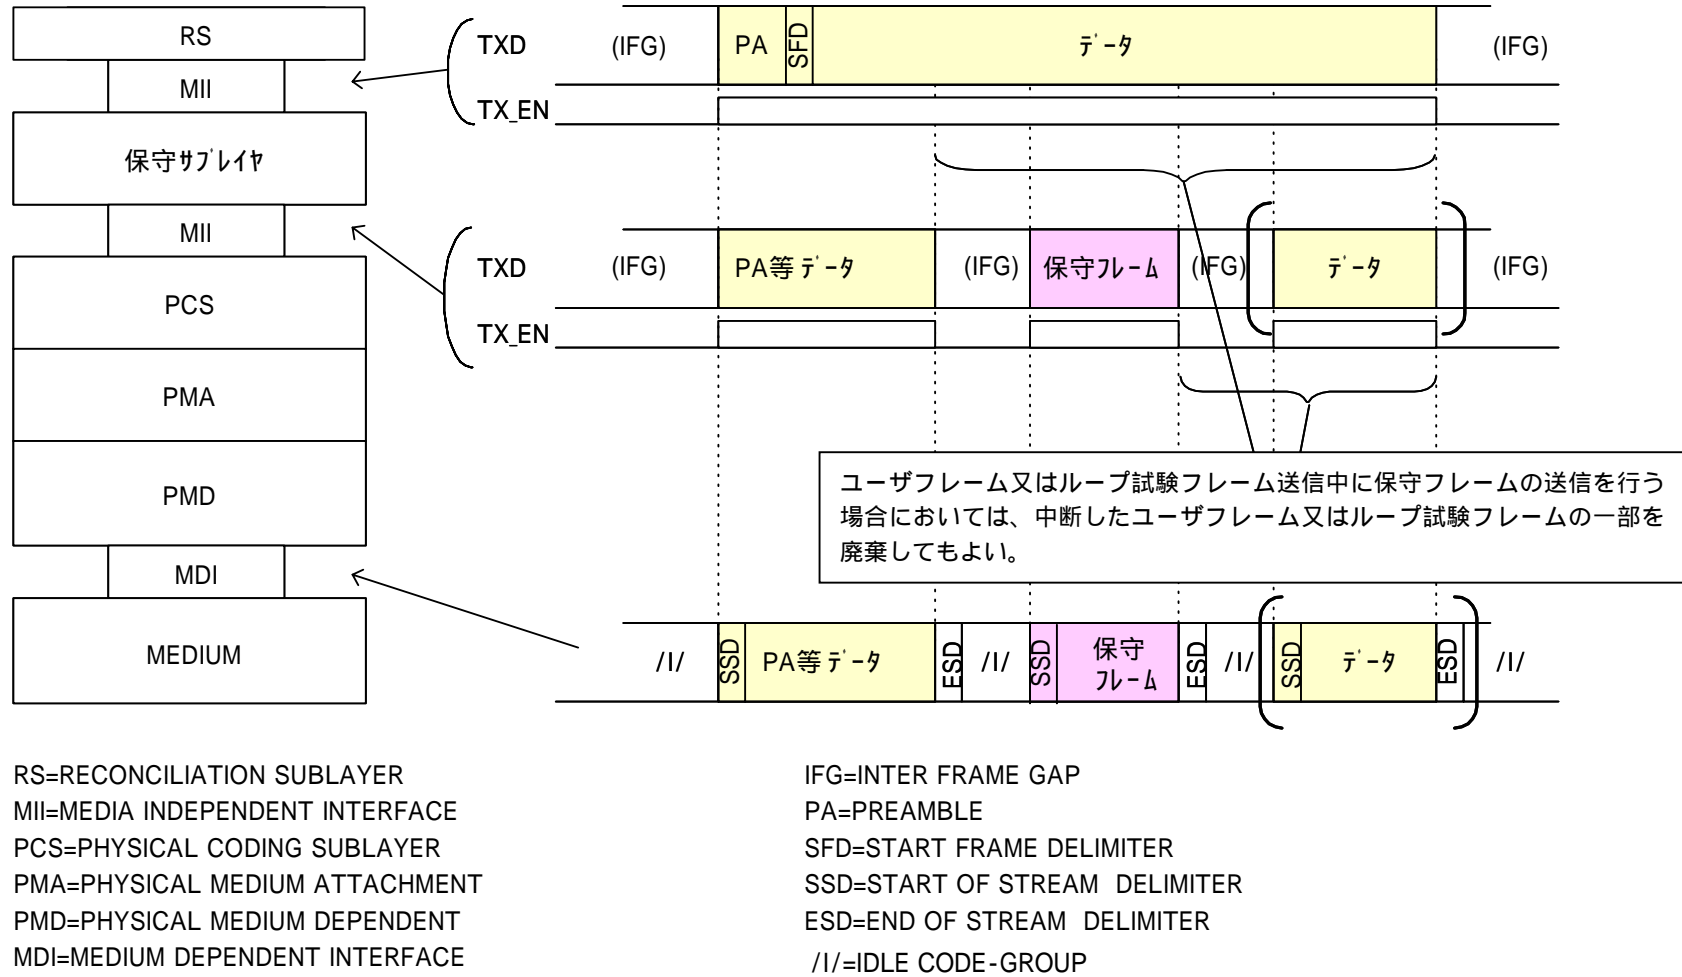 RS
MII
保守ｻﾌﾞﾚｲﾔ
MII
PCS
PMA
PMD
MDI
MEDIUM
TXD (IFG) PA SFD ﾃﾞｰﾀ (IFG)
TX_EN
TXD (IFG) PA等ﾃﾞｰﾀ (IFG) 保守ﾌﾚｰﾑ (IFG) ﾃﾞｰﾀ (IFG)
TX_EN
ユーザフレーム又はループ試験フレーム送信中に保守フレームの送信を行う
場合においては、中断したユーザフレーム又はループ試験フレームの一部を
廃棄してもよい。
/I/ SSD PA等ﾃﾞｰﾀ ESD /I/ SSD 保守
ﾌﾚｰﾑ ESD /I/ SSD ﾃﾞｰﾀ ESD /I/
RS=RECONCILIATION SUBLAYER
MII=MEDIA INDEPENDENT INTERFACE
PCS=PHYSICAL CODING SUBLAYER
PMA=PHYSICAL MEDIUM ATTACHMENT
PMD=PHYSICAL MEDIUM DEPENDENT
MDI=MEDIUM DEPENDENT INTERFACE
IFG=INTER FRAME GAP
PA=PREAMBLE
SFD=START FRAME DELIMITER
SSD=START OF STREAM DELIMITER
ESD=END OF STREAM DELIMITER
/I/=IDLE CODE-GROUP